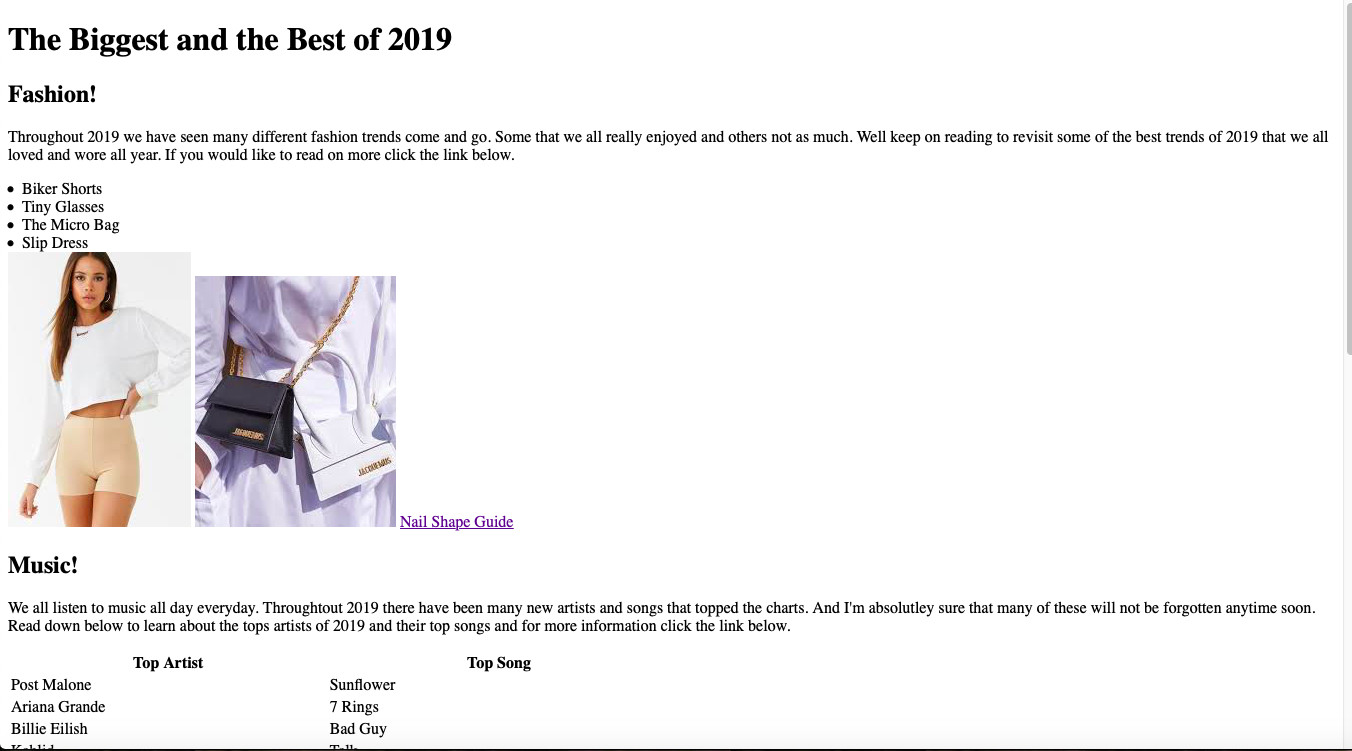 The Biggest and the Best of 2019
Fashion!
Throughout 2019 we have seen many different fashion trends come and go. Some that we all really enjoyed and others not as much. Well keep on reading to revisit some of the best trends of 2019 that we all
loved and wore all year. If you would like to read on more click the link below.
Biker Shorts
Tiny Glasses
The Micro Bag
Slip Dress
JACQUEMUS
JACQUEMUS
Nail Shape Guide
Music!
We all listen to music all day everyday. Throughtout 2019 there have been many new artists and songs that topped the charts. And I'm absolutley sure that many of these will not be forgotten anytime soon.
Read down below to learn about the tops artists of 2019 and their top songs and for more information click the link below.
Top Artist Top Song
Post Malone Sunflower
Ariana Grande 7 Rings
Billie Eilish Bad Guy